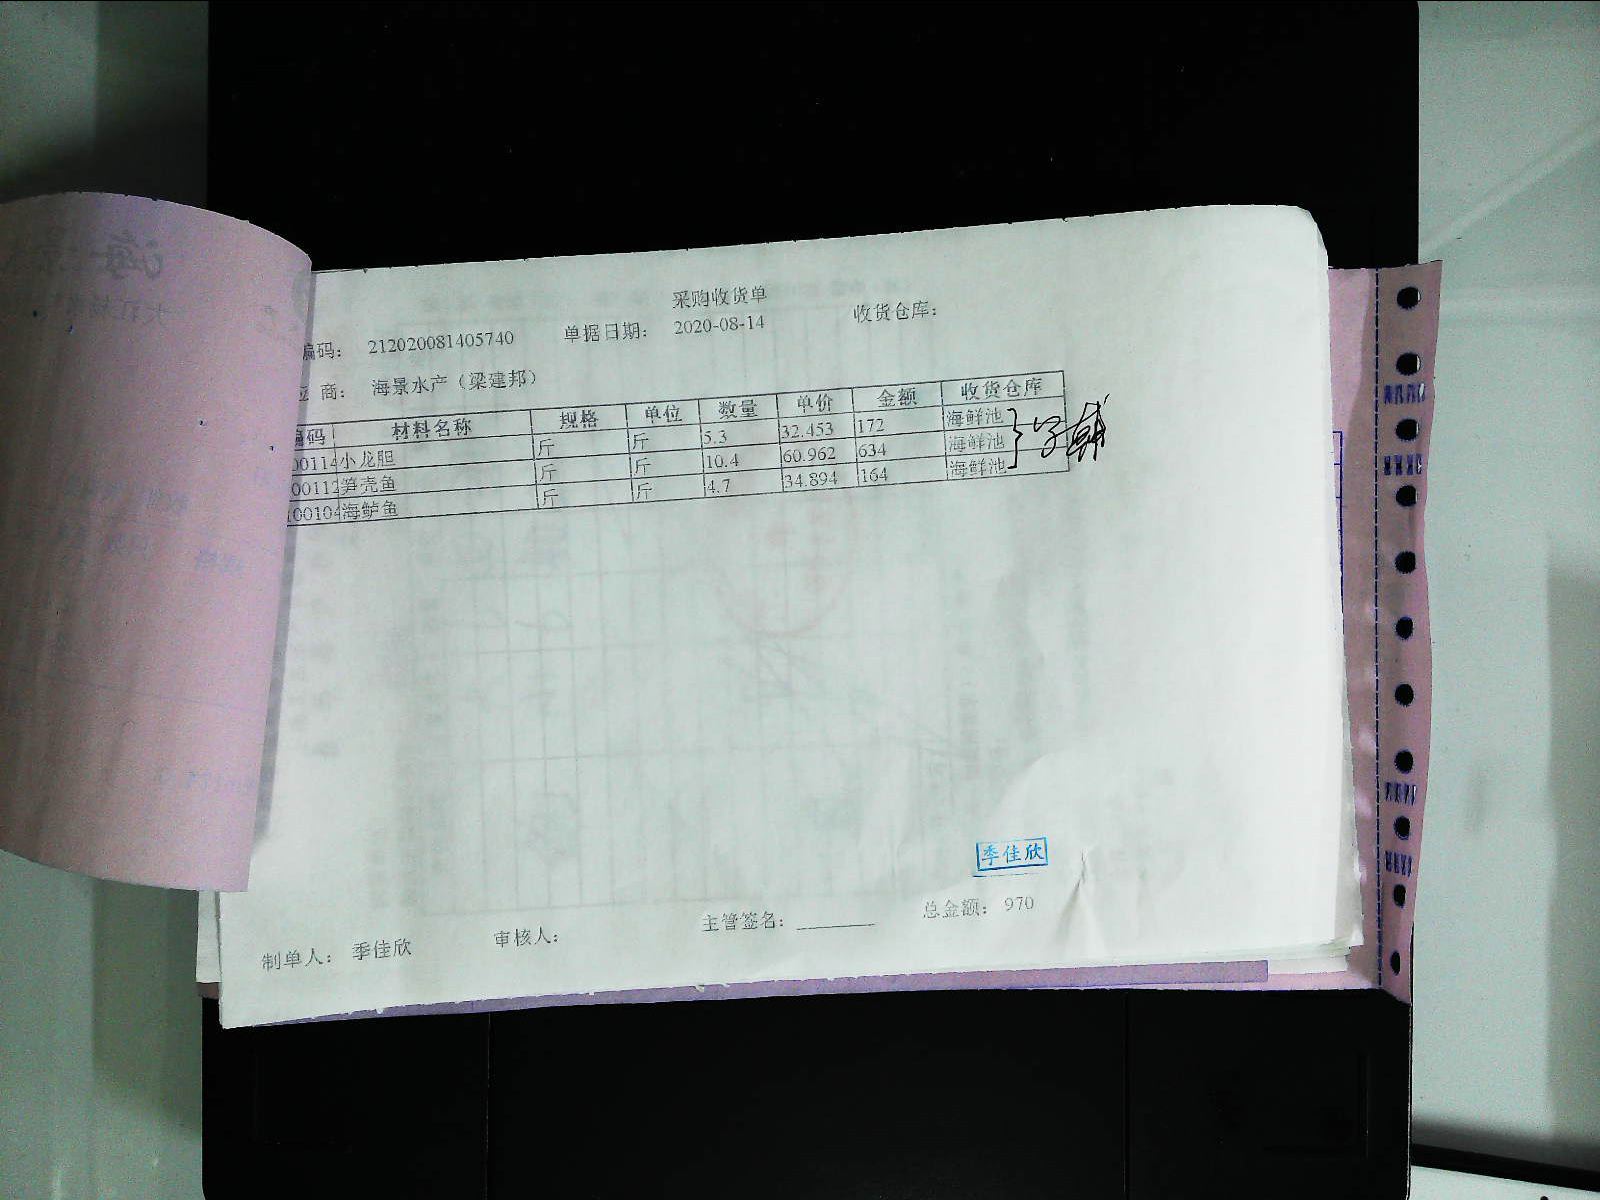 采购收货单
编码： 212020081405740 单据日期： 2020-08-14 收货仓库：
应 商： 海景水产（梁建邦）
编码 材料名称 规格 单位 数量 单价 金额 收货仓库
00114 小龙胆 斤 斤 5.3 32.453 172 海鲜池
00112 笋壳鱼 斤 斤 10.4 60.962 634 海鲜池
100104 海鲈鱼 斤 斤 4.7 34.894 164 海鲜池
季佳欣
制单人： 季佳欣 审核人： 主管签名： 总金额： 970